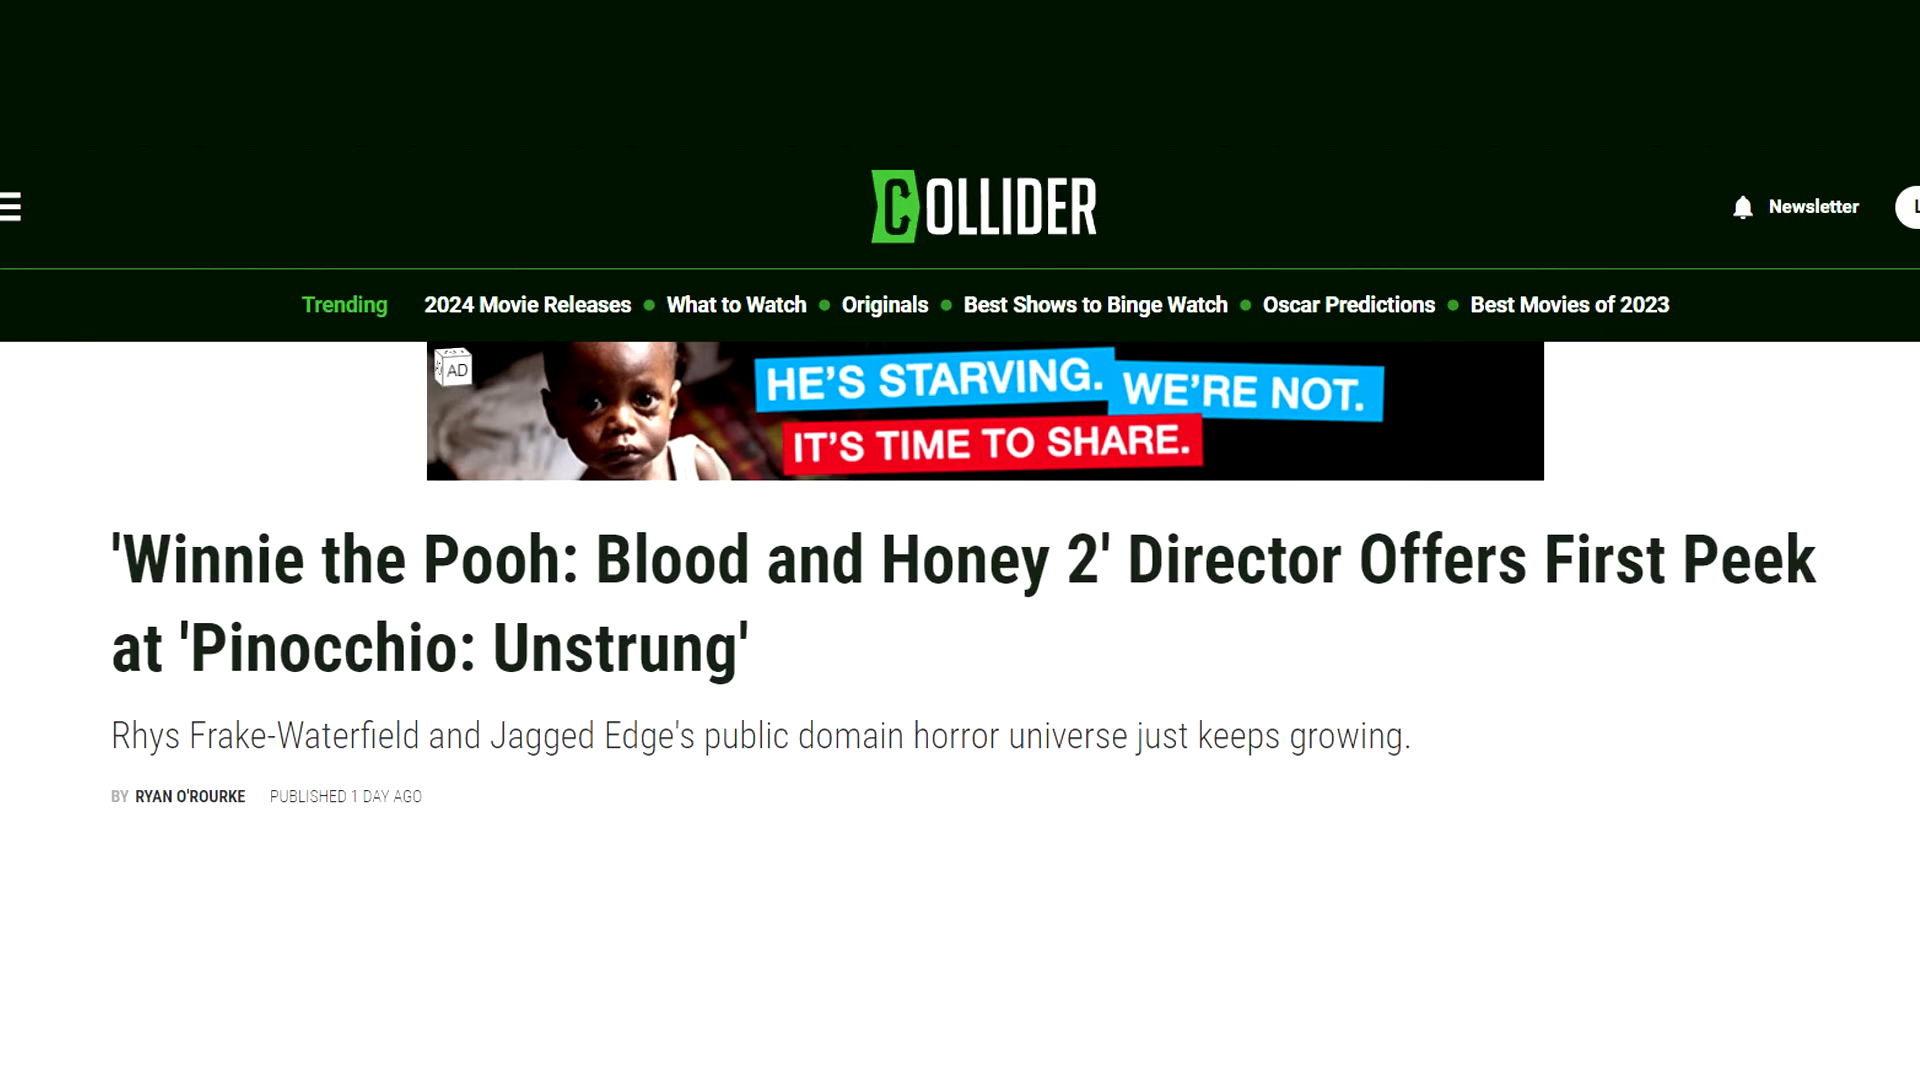 COLLIDER
Newsletter
Trending 2024 Movie Releases • What to Watch • Originals • Best Shows to Binge Watch • Oscar Predictions • Best Movies of 2023
AD
HE'S STARVING. WE'RE NOT.
IT'S TIME TO SHARE.
'Winnie the Pooh: Blood and Honey 2' Director Offers First Peek
at 'Pinocchio: Unstrung'
Rhys Frake-Waterfield and Jagged Edge's public domain horror universe just keeps growing.
BY RYAN O'ROURKE PUBLISHED 1 DAY AGO